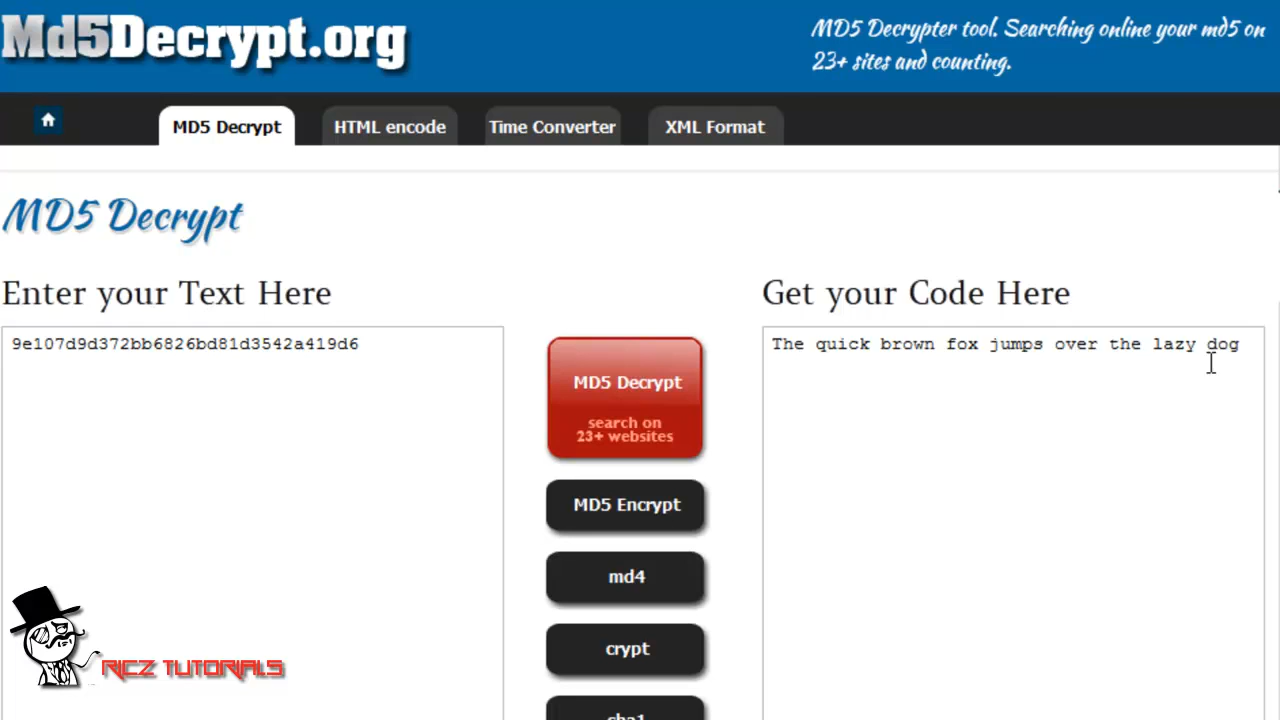 Md5Decrypt.org
MD5 Decrypter tool. Searching online your md5 on
23+ sites and counting.
MD5 Decrypt
HTML encode
Time Converter
XML Format
MD5 Decrypt
Enter your Text Here
Get your Code Here
9e107d9d372bb6826bd81d3542a419d6
MD5 Decrypt
search on
23+ websites
The quick brown fox jumps over the lazy dog
MD5 Encrypt
md4
crypt
sha1
RICZ TUTORIALS